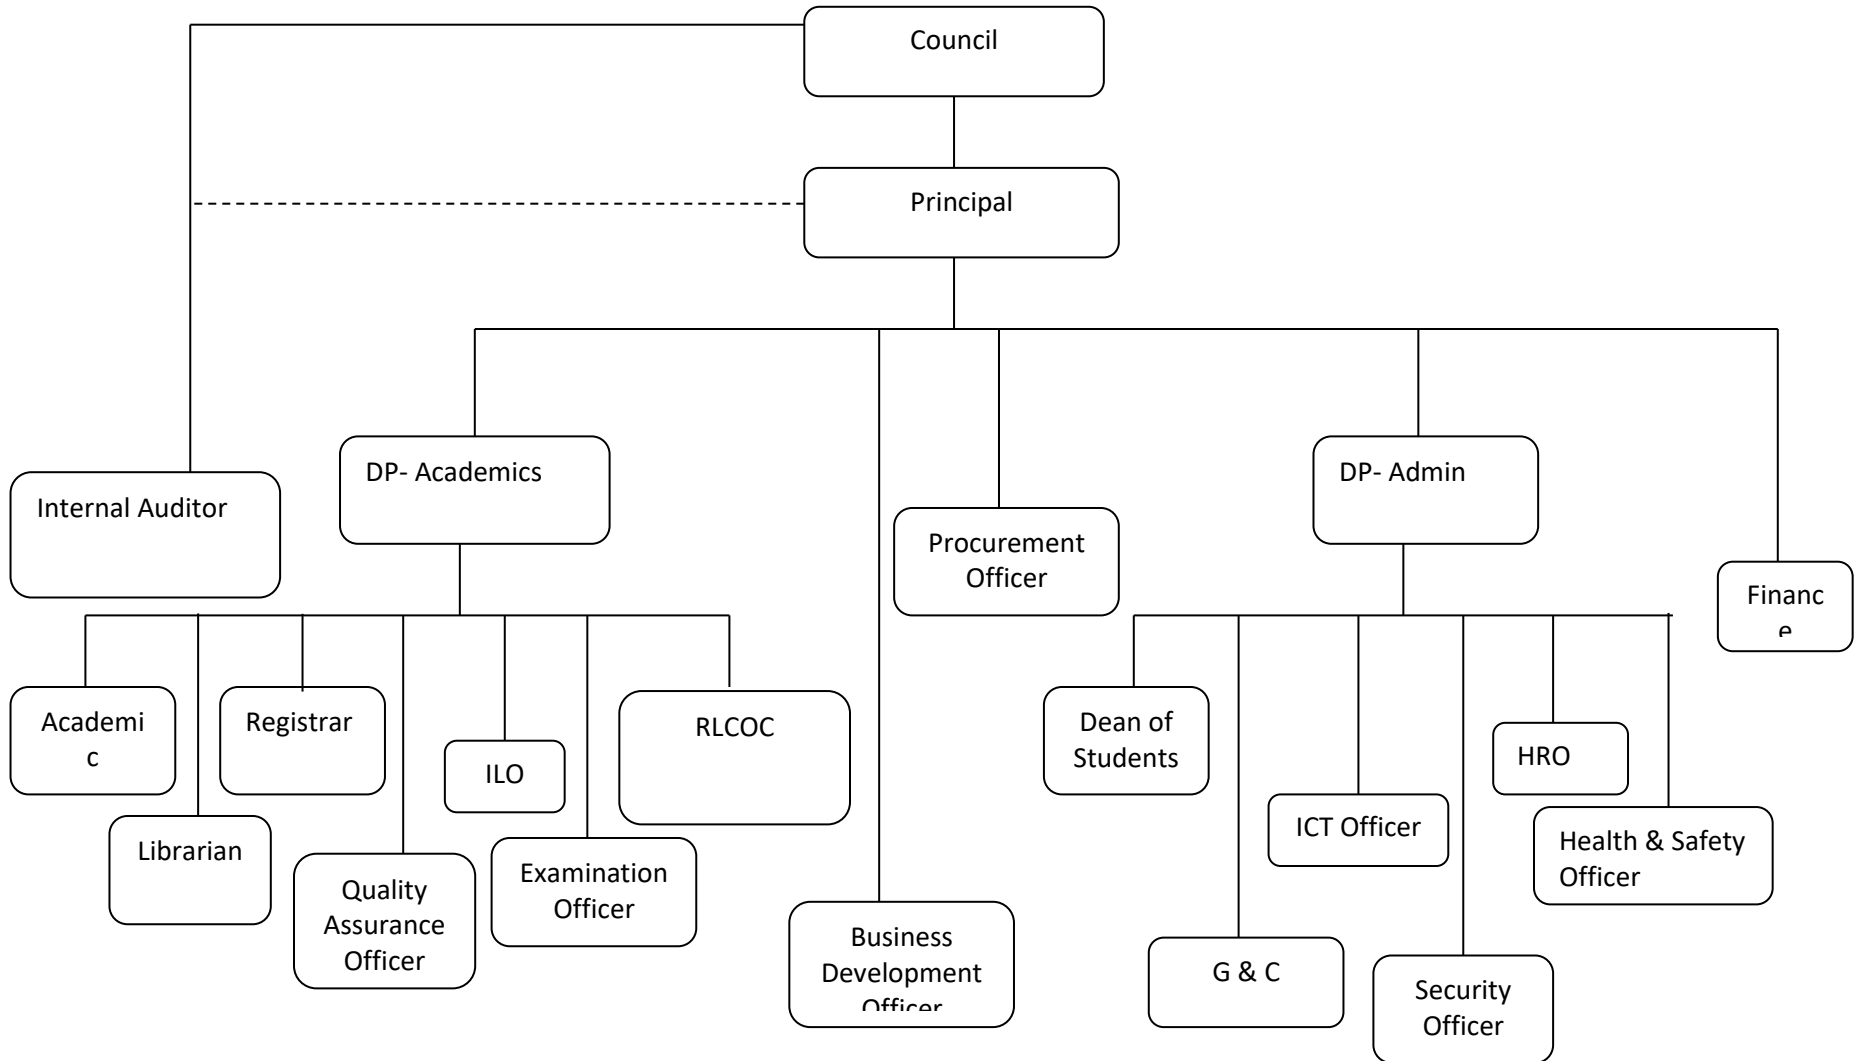 Council
Principal
DP- Academics
DP- Admin
Internal Auditor
Procurement
Officer
Financ
e
Academi
c
Registrar
ILO
RLCOC
Dean of
Students
HRO
Librarian
Quality
Assurance
Officer
Examination
Officer
ICT Officer
Health & Safety
Officer
Business
Development
Officer
G & C
Security
Officer